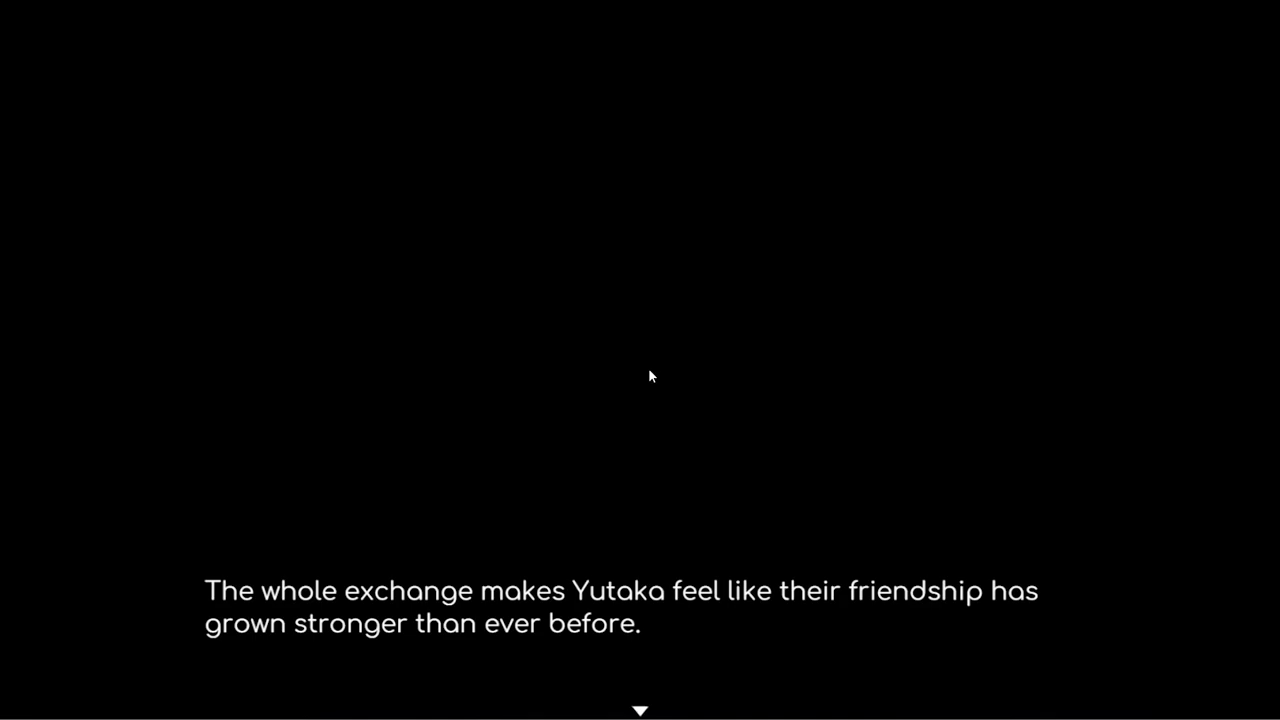 The whole exchange makes Yutaka feel like their friendship has
grown stronger than ever before.